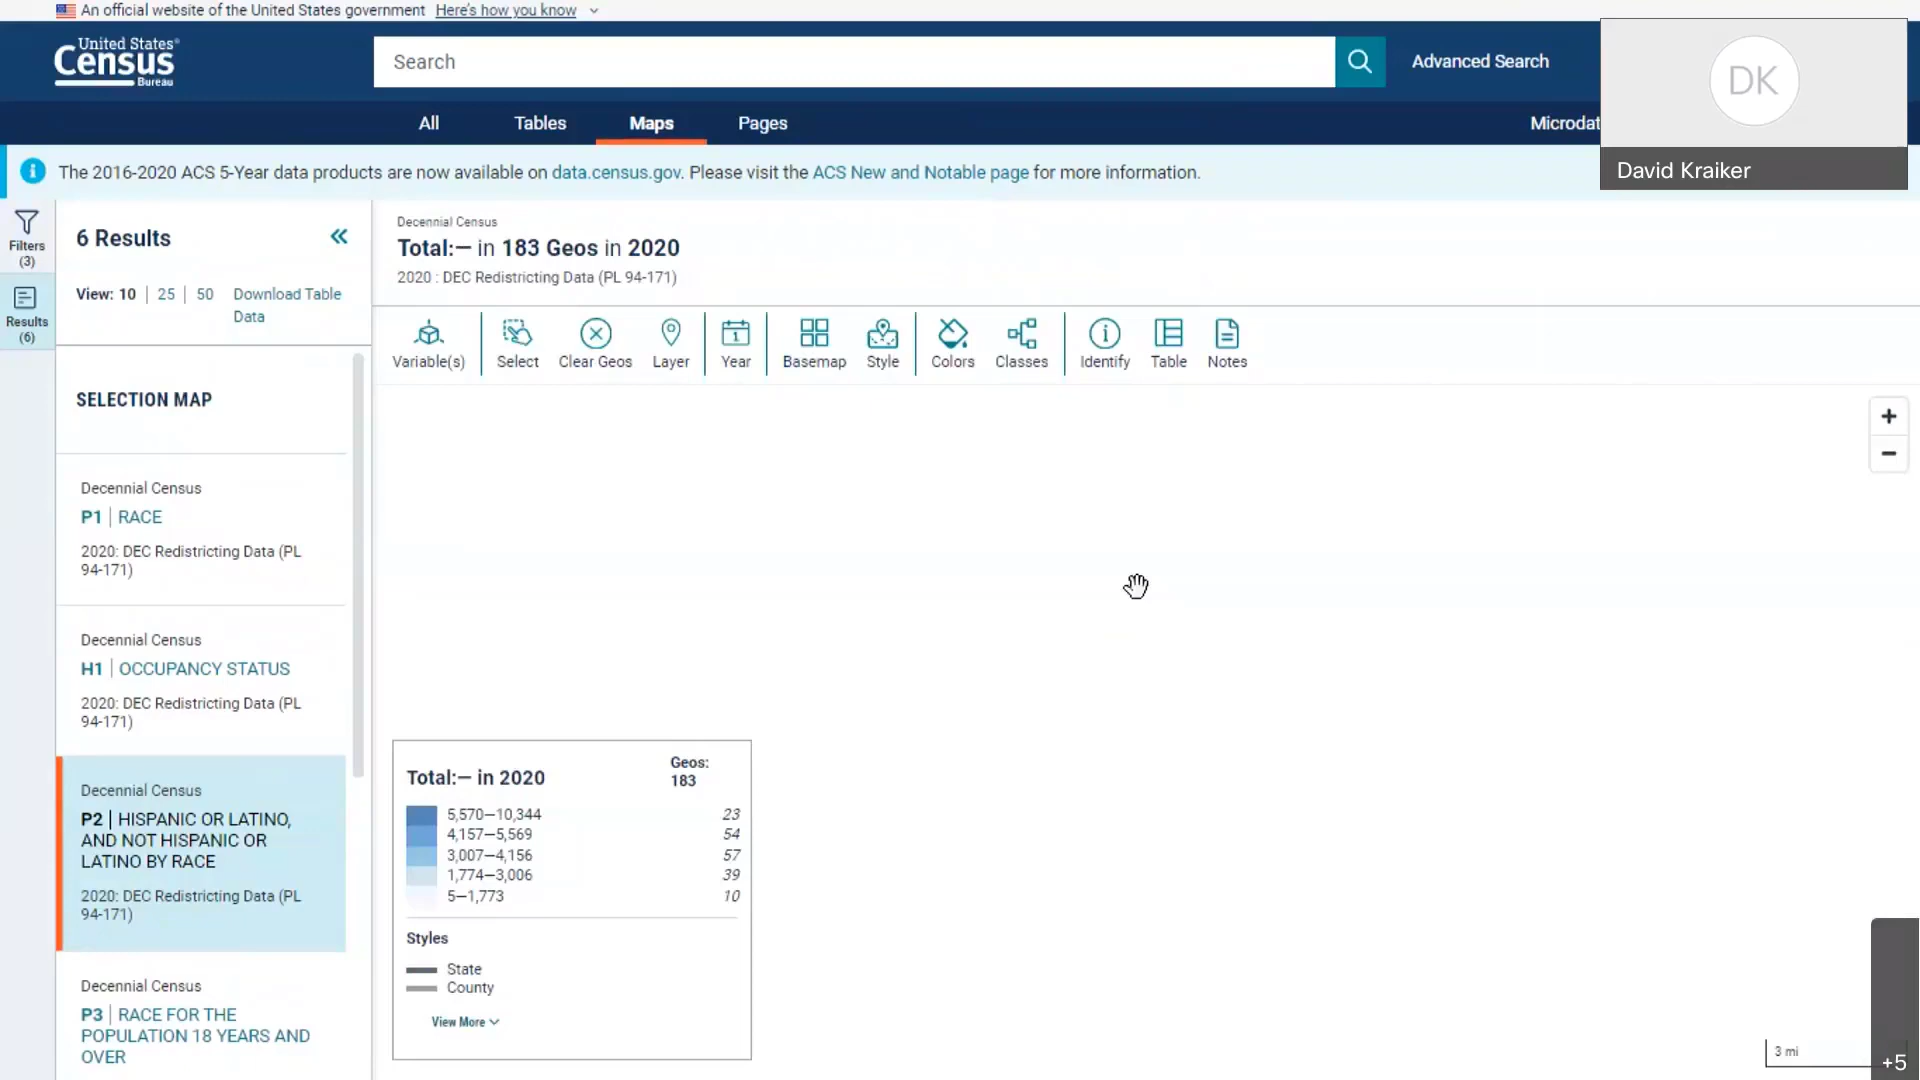 An official website of the United States government Here's how you know
United States®
Census
Bureau
Search
Advanced Search
DK
David Kraiker
All
Tables
Maps
Pages
Microdat
The 2016-2020 ACS 5-Year data products are now available on data.census.gov. Please visit the ACS New and Notable page for more information.
Filters
(3)
Results
(6)
6 Results
View: 10 | 25 | 50
Download Table
Data
SELECTION MAP
Decennial Census
P1 | RACE
2020: DEC Redistricting Data (PL
94-171)
Decennial Census
H1 | OCCUPANCY STATUS
2020: DEC Redistricting Data (PL
94-171)
Decennial Census
P2 | HISPANIC OR LATINO,
AND NOT HISPANIC OR
LATINO BY RACE
2020: DEC Redistricting Data (PL
94-171)
Decennial Census
P3 | RACE FOR THE
POPULATION 18 YEARS AND
OVER
Decennial Census
Total:— in 183 Geos in 2020
2020 : DEC Redistricting Data (PL 94-171)
Variable(s)
Select
Clear Geos
Layer
1
Year
Basemap
Style
Colors
Classes
Identify
Table
Notes
+
−
Total:— in 2020
Geos:
183
5,570—10,344 23
4,157—5,569 54
3,007—4,156 57
1,774—3,006 39
5—1,773 10
Styles
State
County
View More
3 mi
+5